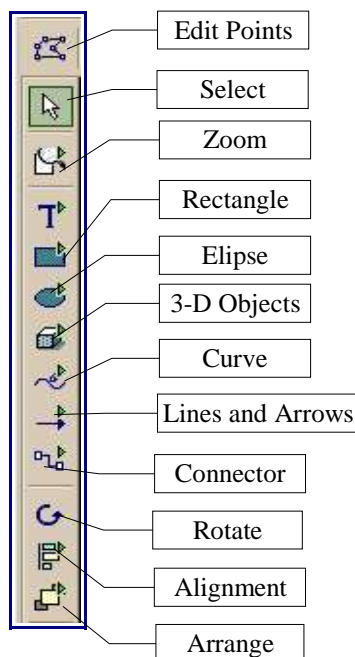 Edit Points
Select
Zoom
T
Rectangle
Elipse
3-D Objects
Curve
Lines and Arrows
Connector
Rotate
Alignment
Arrange